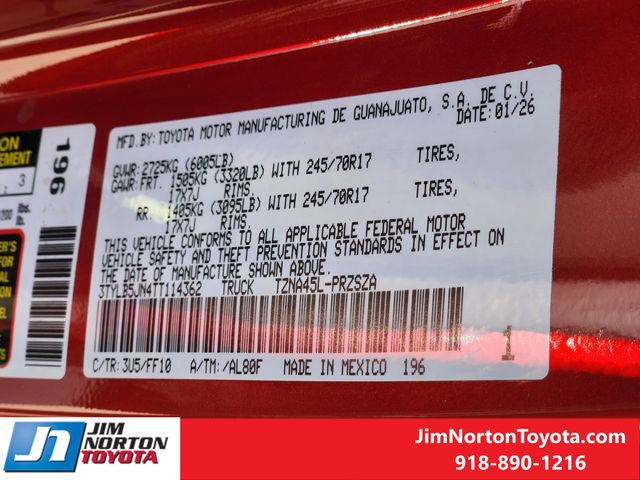 MFD.BY:TOYOTA MOTOR MANUFACTURING DE GUANAJUATO, S.A. DE C.V.
DATE:01/26
GVWR:2725KG (6005LB)
GAWR:FRT. 1505KG (3320LB) WITH 245/70R17 TIRES,
17X7J RIMS.
RR. 1405KG (3095LB) WITH 245/70R17 TIRES,
17X7J RIMS.
THIS VEHICLE CONFORMS TO ALL APPLICABLE FEDERAL MOTOR
VEHICLE SAFETY AND THEFT PREVENTION STANDARDS IN EFFECT ON
THE DATE OF MANUFACTURE SHOWN ABOVE.
3TYLB5JN4TT114362 TRUCK TZNA45L-PRZSZA
C/TR:3U5/FF10 A/TM:/AL80F MADE IN MEXICO 196
1
196
3
lbs.
lb.
JIM
NORTON
TOYOTA
JimNortonToyota.com
918-890-1216